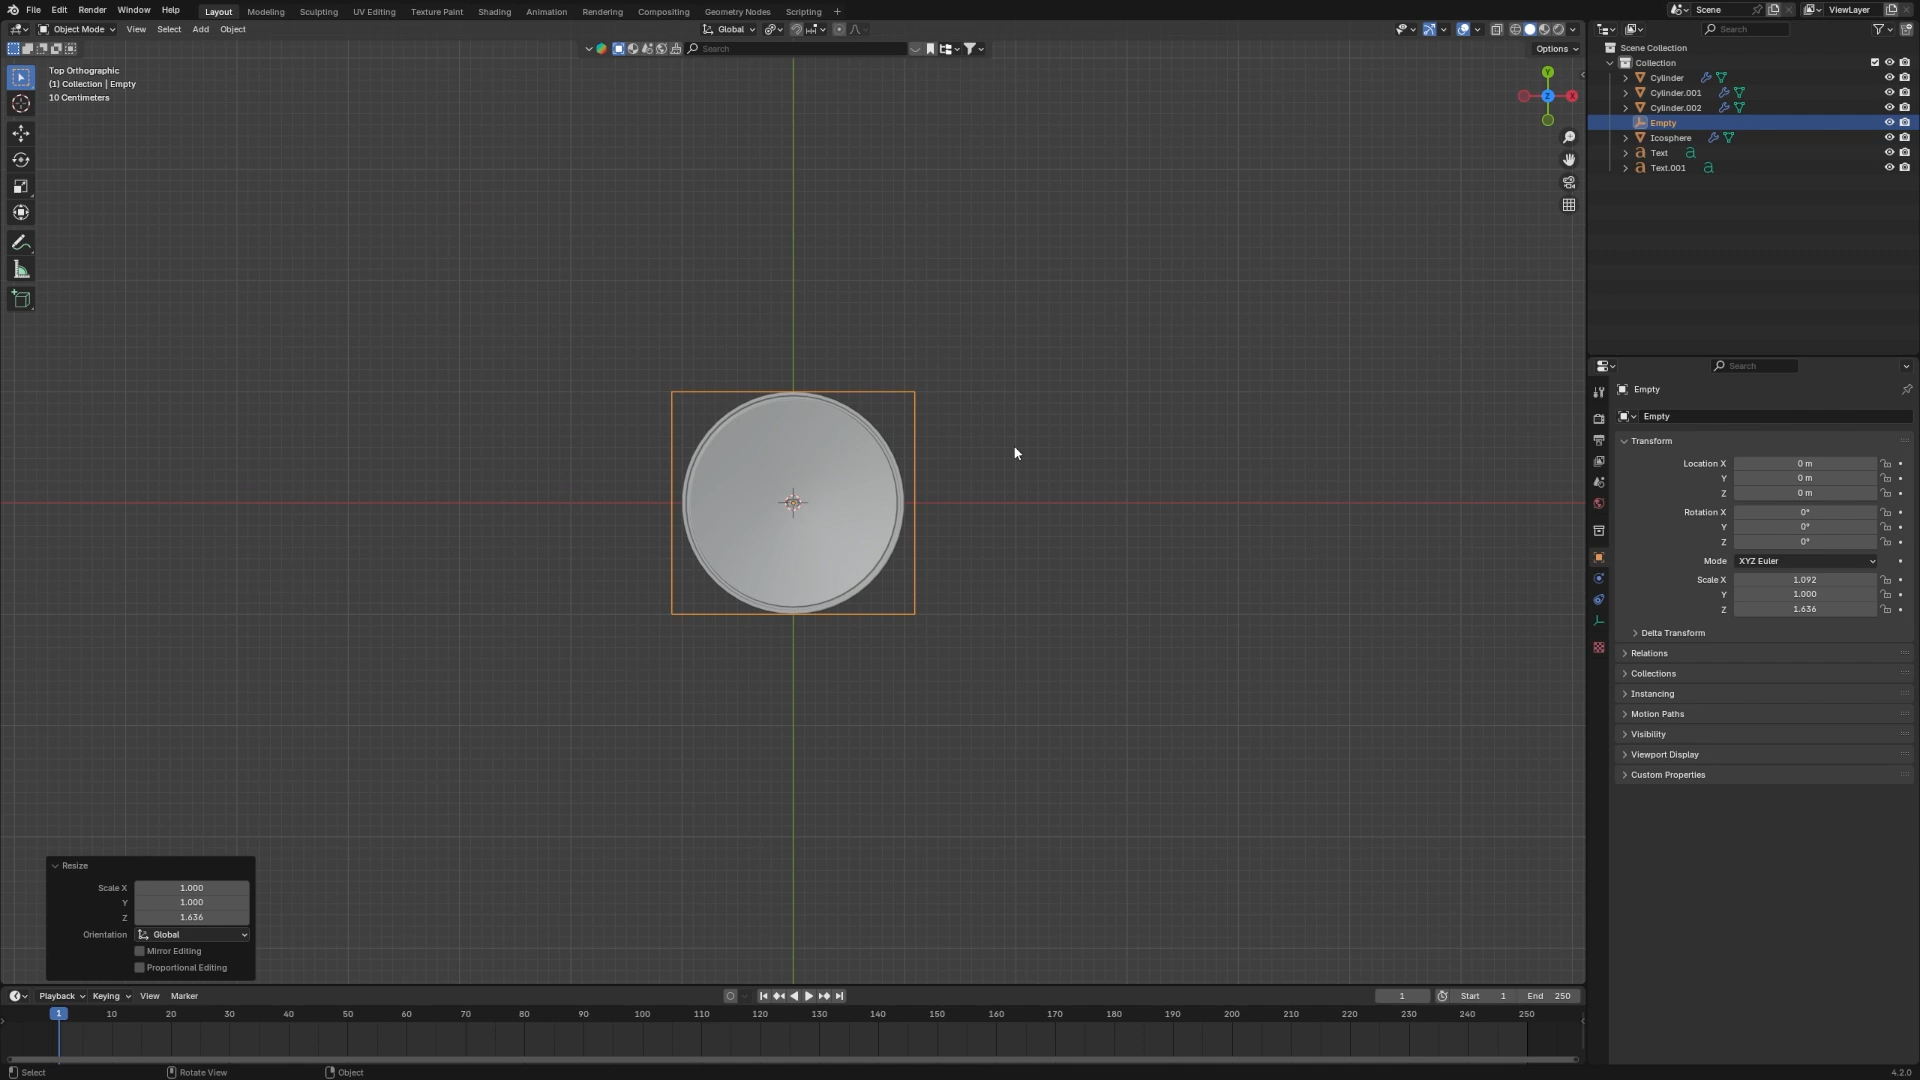 File Edit Render Window Help Layout Modeling Sculpting UV Editing Texture Paint Shading Animation Rendering Compositing Geometry Nodes Scripting + Scene ViewLayer
Object Mode View Select Add Object Global Search
Search Options Scene Collection
Top Orthographic
(1) Collection | Empty
10 Centimeters
Y
Z
X
Collection
Cylinder
Cylinder.001
Cylinder.002
Empty
Icosphere
Text
Text.001
Search
Empty
Empty
Transform
Location X 0 m
Y 0 m
Z 0 m
Rotation X 0°
Y 0°
Z 0°
Mode XYZ Euler
Scale X 1.092
Y 1.000
Z 1.636
Delta Transform
Relations
Collections
Instancing
Motion Paths
Visibility
Viewport Display
Custom Properties
Resize
Scale X 1.000
Y 1.000
Z 1.636
Orientation Global
Mirror Editing
Proportional Editing
Playback Keying View Marker 1 Start 1 End 250
1 10 20 30 40 50 60 70 80 90 100 110 120 130 140 150 160 170 180 190 200 210 220 230 240 250
Select Rotate View Object 4.2.0